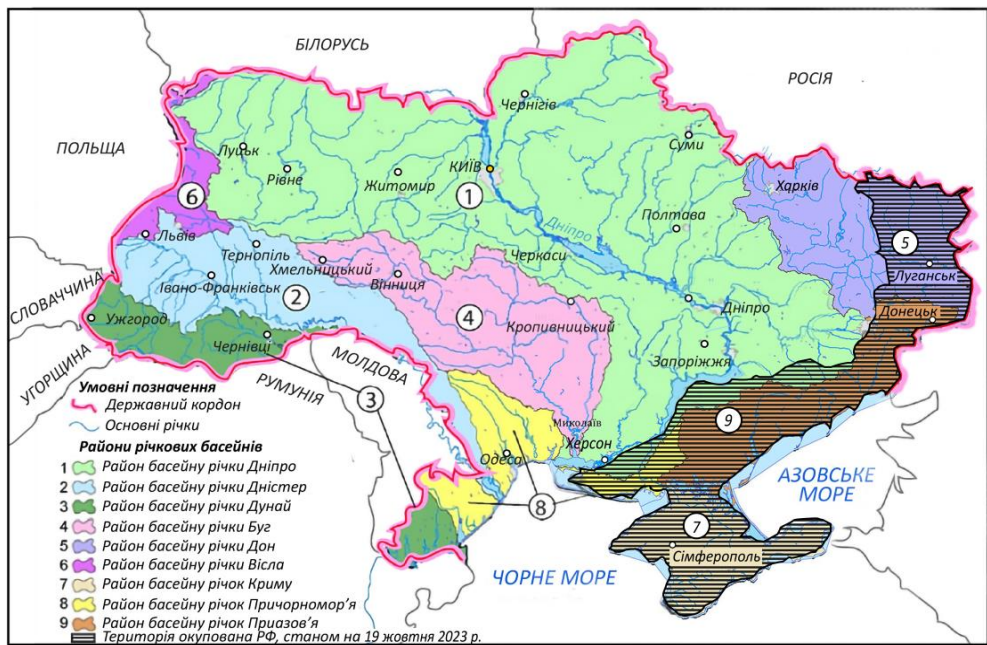 БІЛОРУСЬ
РОСІЯ
ПОЛЬЩА
СЛОВАЧЧИНА
УГОРЩИНА
РУМУНІЯ
МОЛДОВА
Чернігів
Суми
Луцьк
Рівне
Житомир
КИЇВ
Харків
6
1
Полтава
Дніпро
5
Львів
Тернопіль
Хмельницький
Черкаси
Луганськ
Івано-Франківськ
Вінниця
2
4
Кропивницький
Дніпро
Донецьк
Ужгород
Чернівці
Запоріжжя
3
9
Миколаїв
Херсон
Одеса
АЗОВСЬКЕ
МОРЕ
8
7
Сімферополь
ЧОРНЕ МОРЕ
Умовні позначення
Державний кордон
Основні річки
Райони річкових басейнів
1 Район басейну річки Дніпро
2 Район басейну річки Дністер
3 Район басейну річки Дунай
4 Район басейну річки Буг
5 Район басейну річки Дон
6 Район басейну річки Вісла
7 Район басейну річок Криму
8 Район басейну річок Причорномор'я
9 Район басейну річок Приазов'я
Територія окупована РФ, станом на 19 жовтня 2023 р.